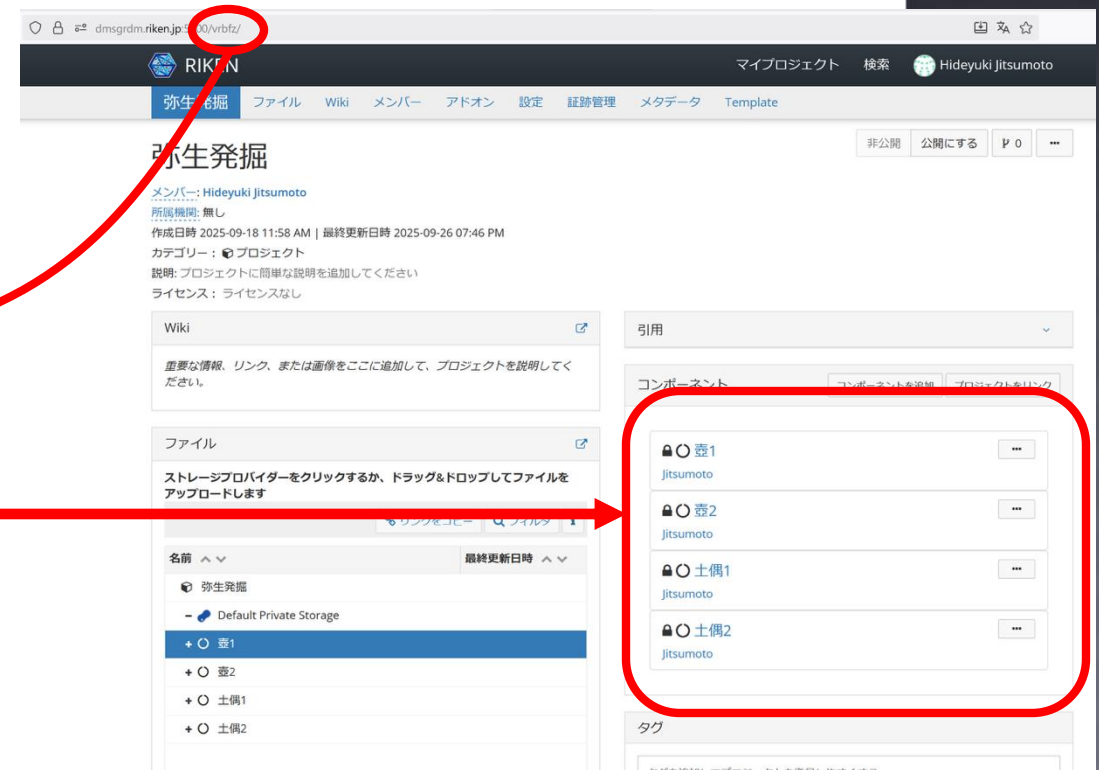 dmsgrdm.riken.jp:5000/vrbfz/
RIKEN
マイプロジェクト 検索 Hideyuki Jitsumoto
弥生発掘 ファイル Wiki メンバー アドオン 設定 証跡管理 メタデータ Template
弥生発掘
非公開 公開にする 0
メンバー: Hideyuki Jitsumoto
所属機関: 無し
作成日時 2025-09-18 11:58 AM | 最終更新日時 2025-09-26 07:46 PM
カテゴリー: プロジェクト
説明: プロジェクトに簡単な説明を追加してください
ライセンス: ライセンスなし
Wiki
重要な情報、リンク、または画像をここに追加して、プロジェクトを説明してく
ださい。
ファイル
ストレージプロバイダーをクリックするか、ドラッグ&ドロップしてファイルを
アップロードします
リンクをコピー フィルタ
名前 最終更新日時
弥生発掘
− Default Private Storage
+ 壺1
+ 壺2
+ 土偶1
+ 土偶2
引用
コンポーネント コンポーネントを追加 プロジェクトをリンク
壺1
Jitsumoto
壺2
Jitsumoto
土偶1
Jitsumoto
土偶2
Jitsumoto
タグ